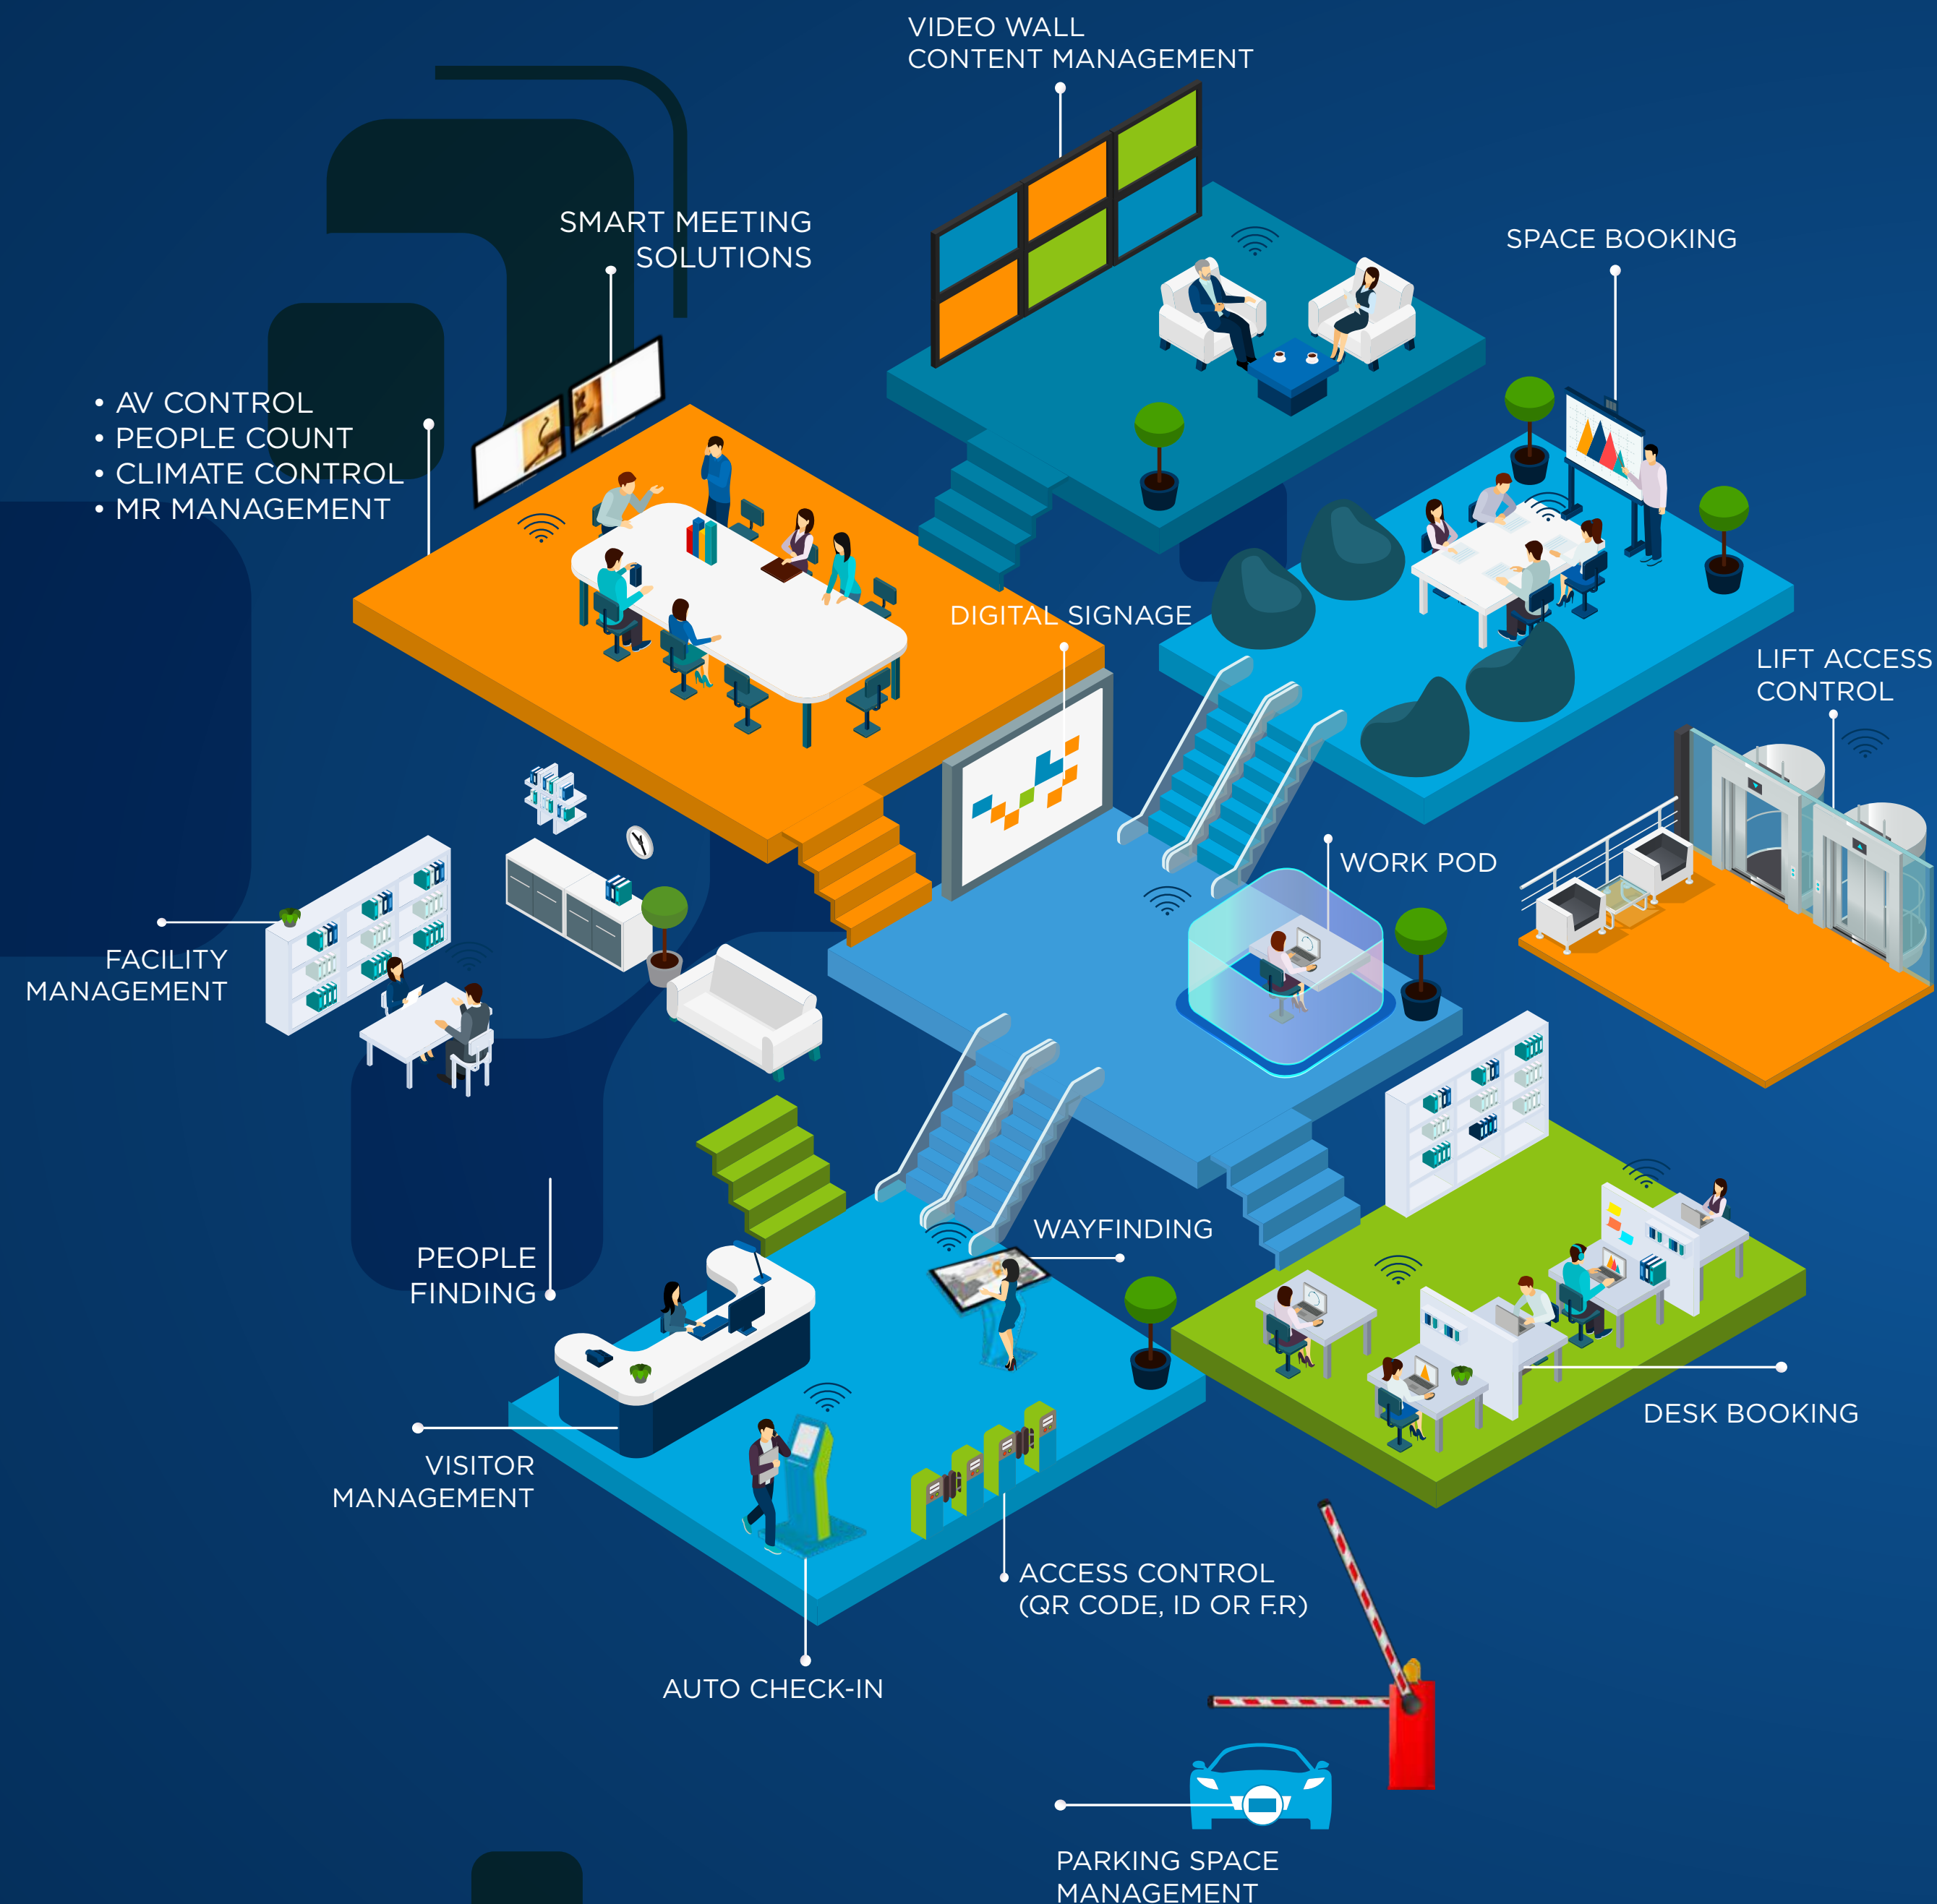 VIDEO WALL
CONTENT MANAGEMENT
SMART MEETING
SOLUTIONS
SPACE BOOKING
• AV CONTROL
• PEOPLE COUNT
• CLIMATE CONTROL
• MR MANAGEMENT
DIGITAL SIGNAGE
LIFT ACCESS
CONTROL
WORK POD
FACILITY
MANAGEMENT
PEOPLE
FINDING
WAYFINDING
DESK BOOKING
VISITOR
MANAGEMENT
ACCESS CONTROL
(QR CODE, ID OR F.R)
AUTO CHECK-IN
PARKING SPACE
MANAGEMENT